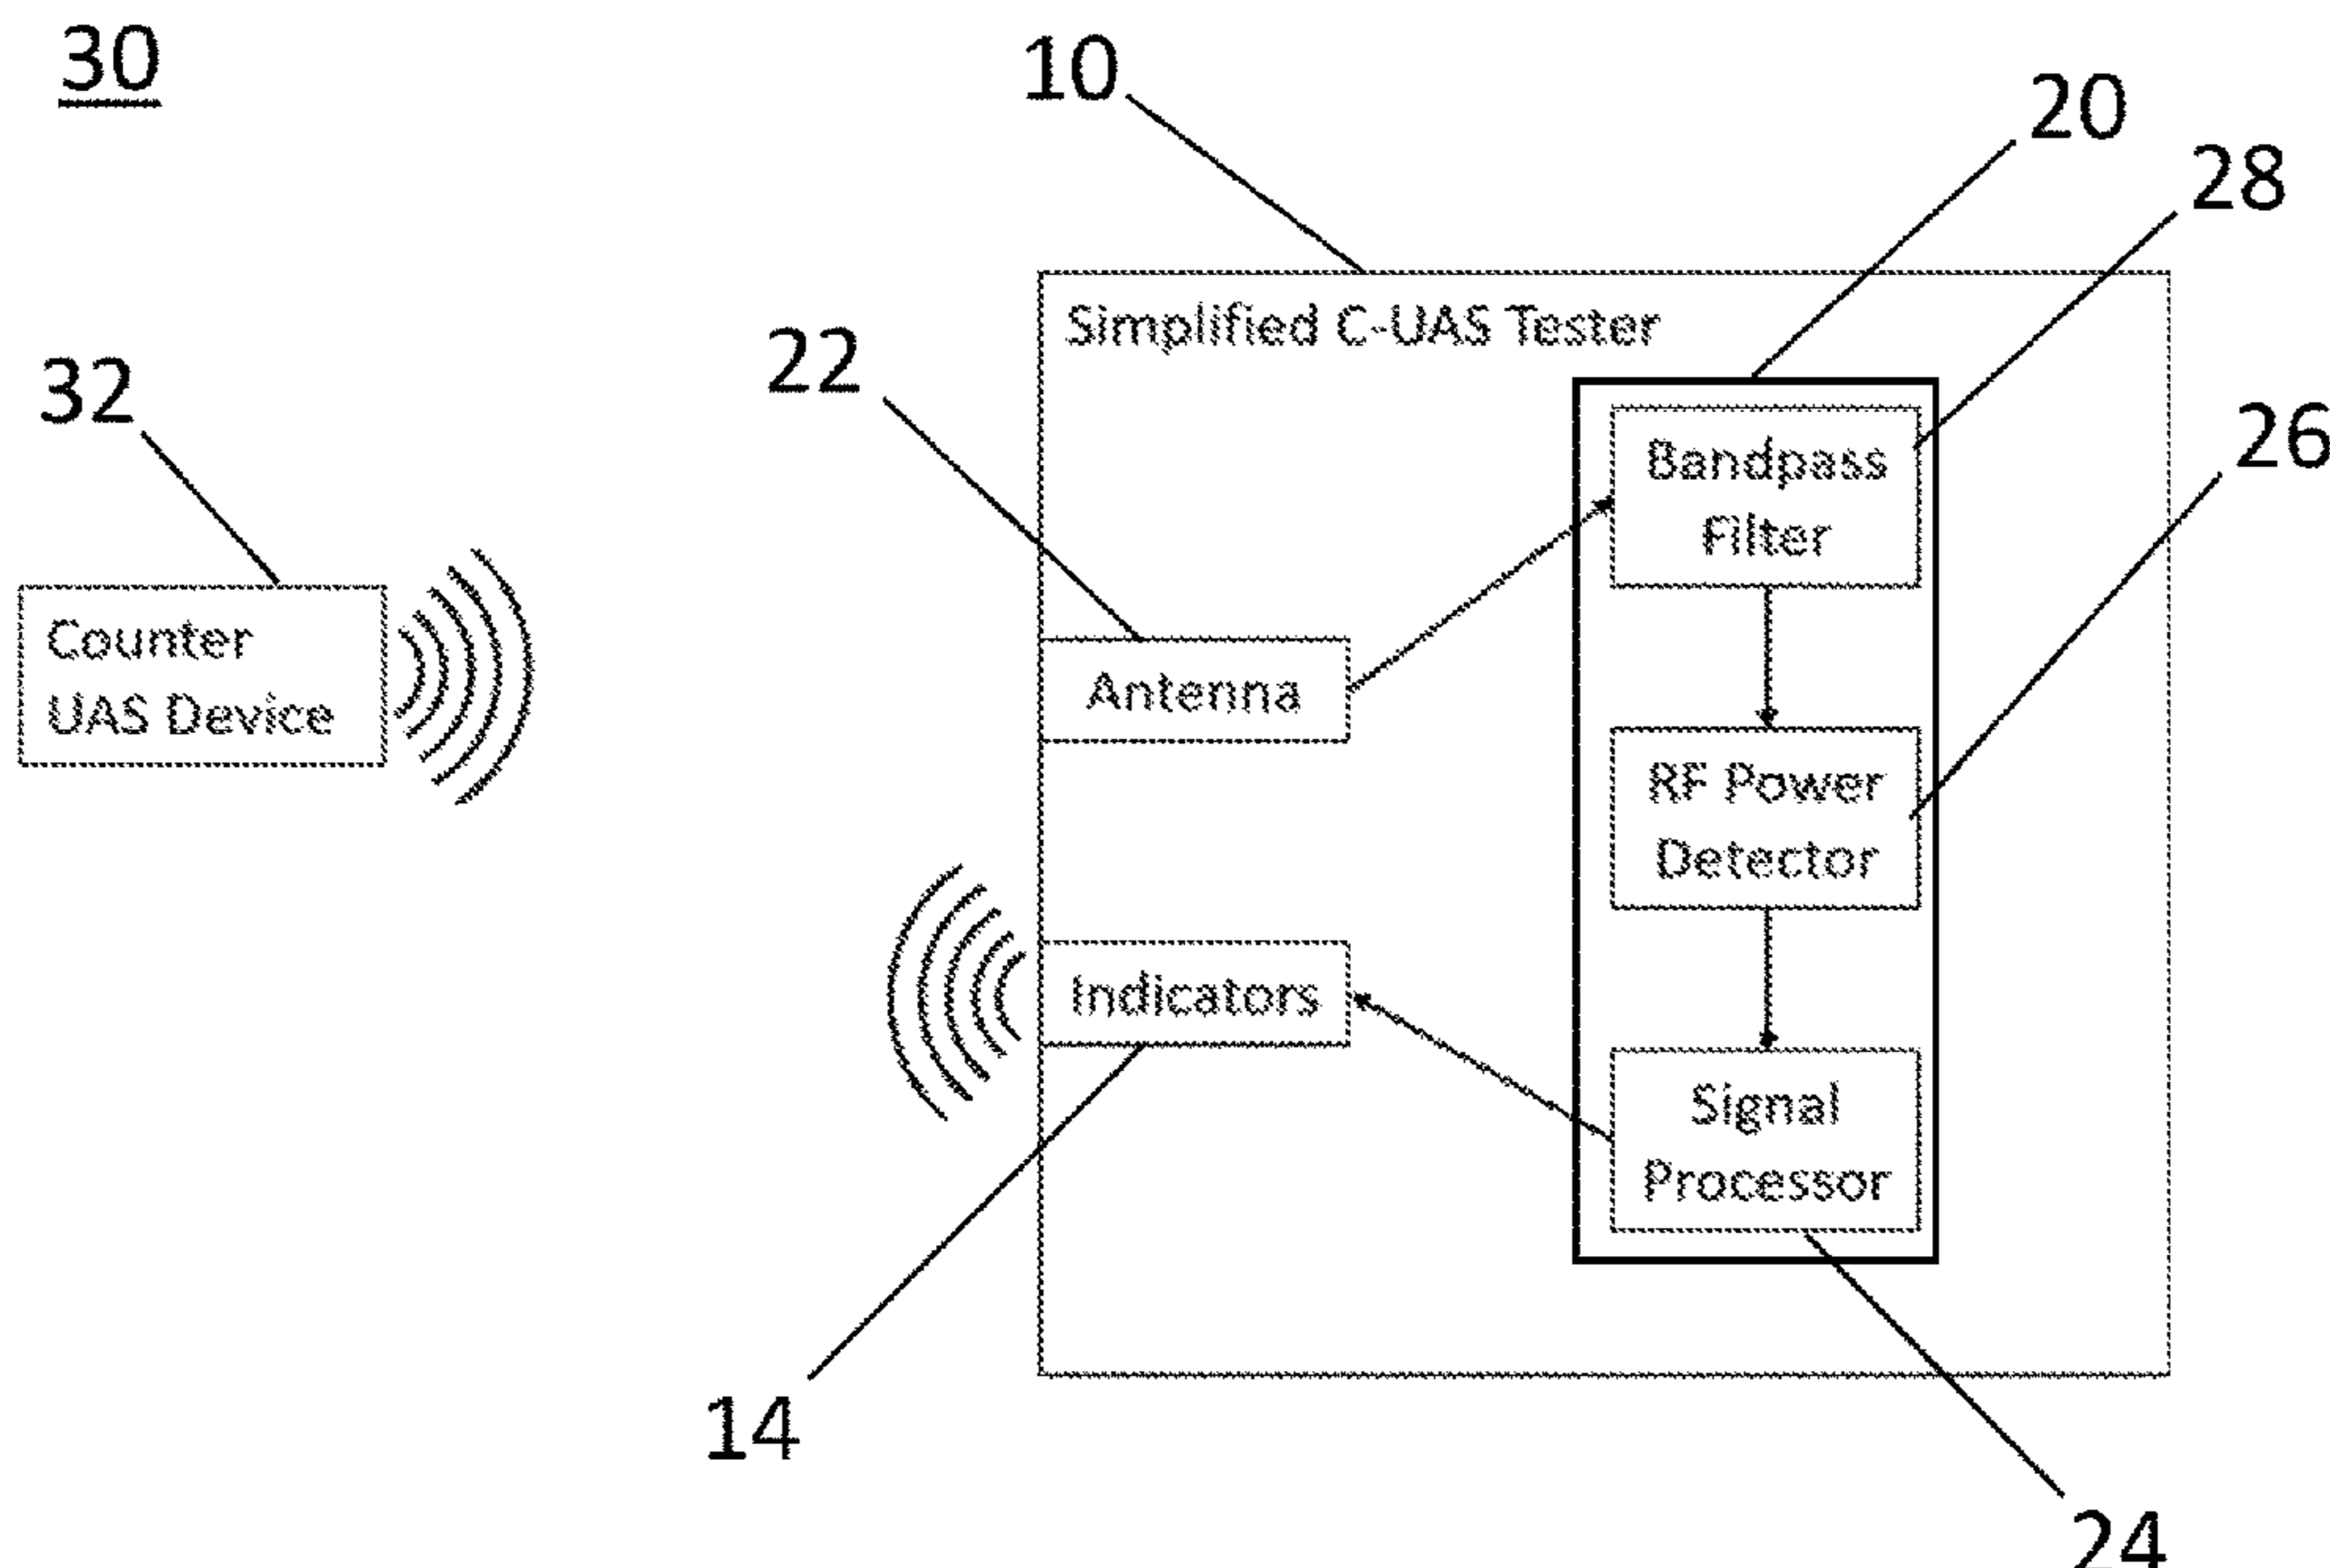 30
10
20
28
Simplified C-UAS Tester
22
32
26
Bandpass
Filter
Counter
UAS Device
Antenna
RF Power
Detector
Indicators
Signal
Processor
14
24